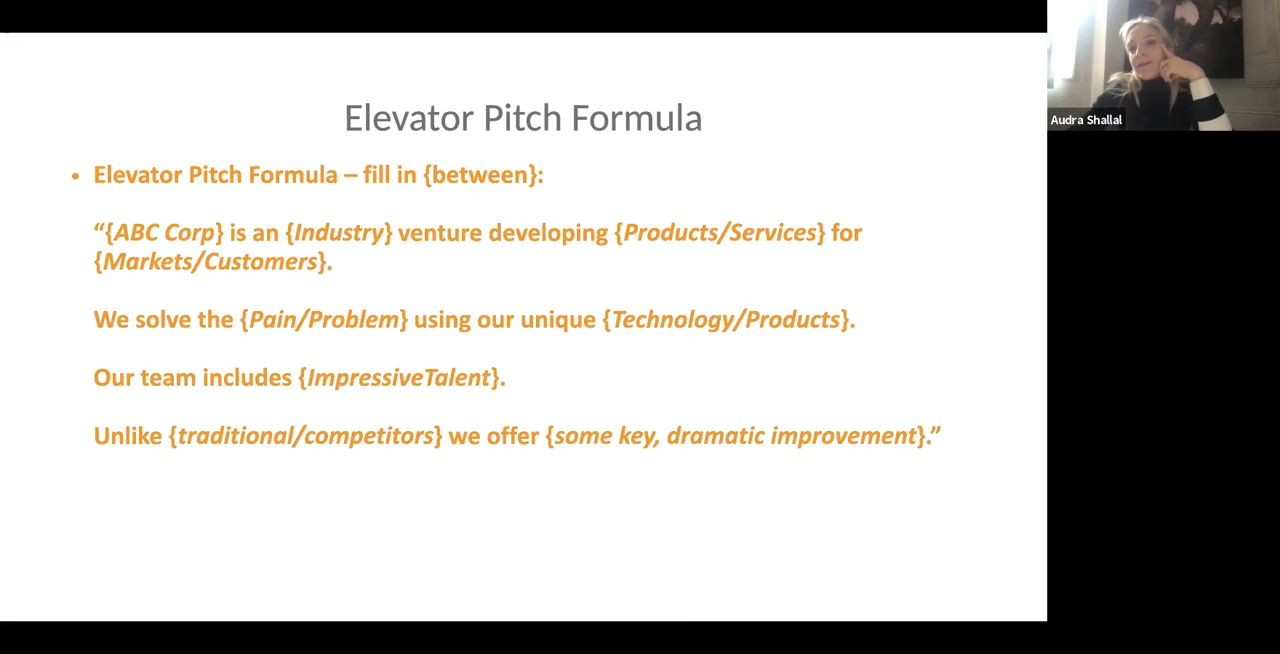 Elevator Pitch Formula
• Elevator Pitch Formula – fill in {between}:
“{ABC Corp} is an {Industry} venture developing {Products/Services} for
{Markets/Customers}.
We solve the {Pain/Problem} using our unique {Technology/Products}.
Our team includes {ImpressiveTalent}.
Unlike {traditional/competitors} we offer {some key, dramatic improvement}.”
Audra Shallal